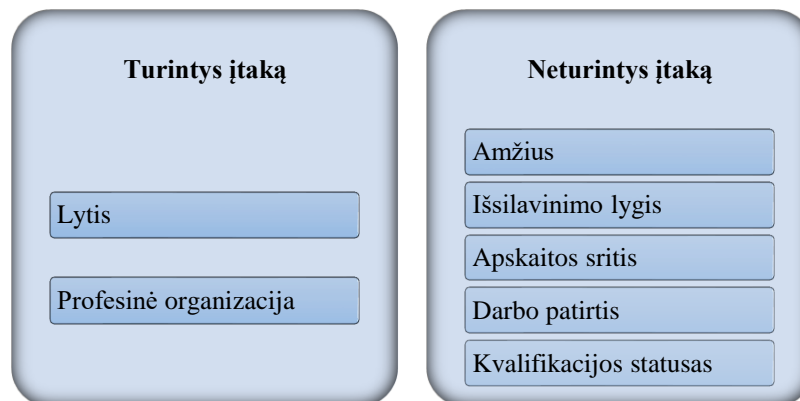 Turintys įtaką
Lytis
Profesinė organizacija
Neturintys įtaką
Amžius
Išsilavinimo lygis
Apskaitos sritis
Darbo patirtis
Kvalifikacijos statusas